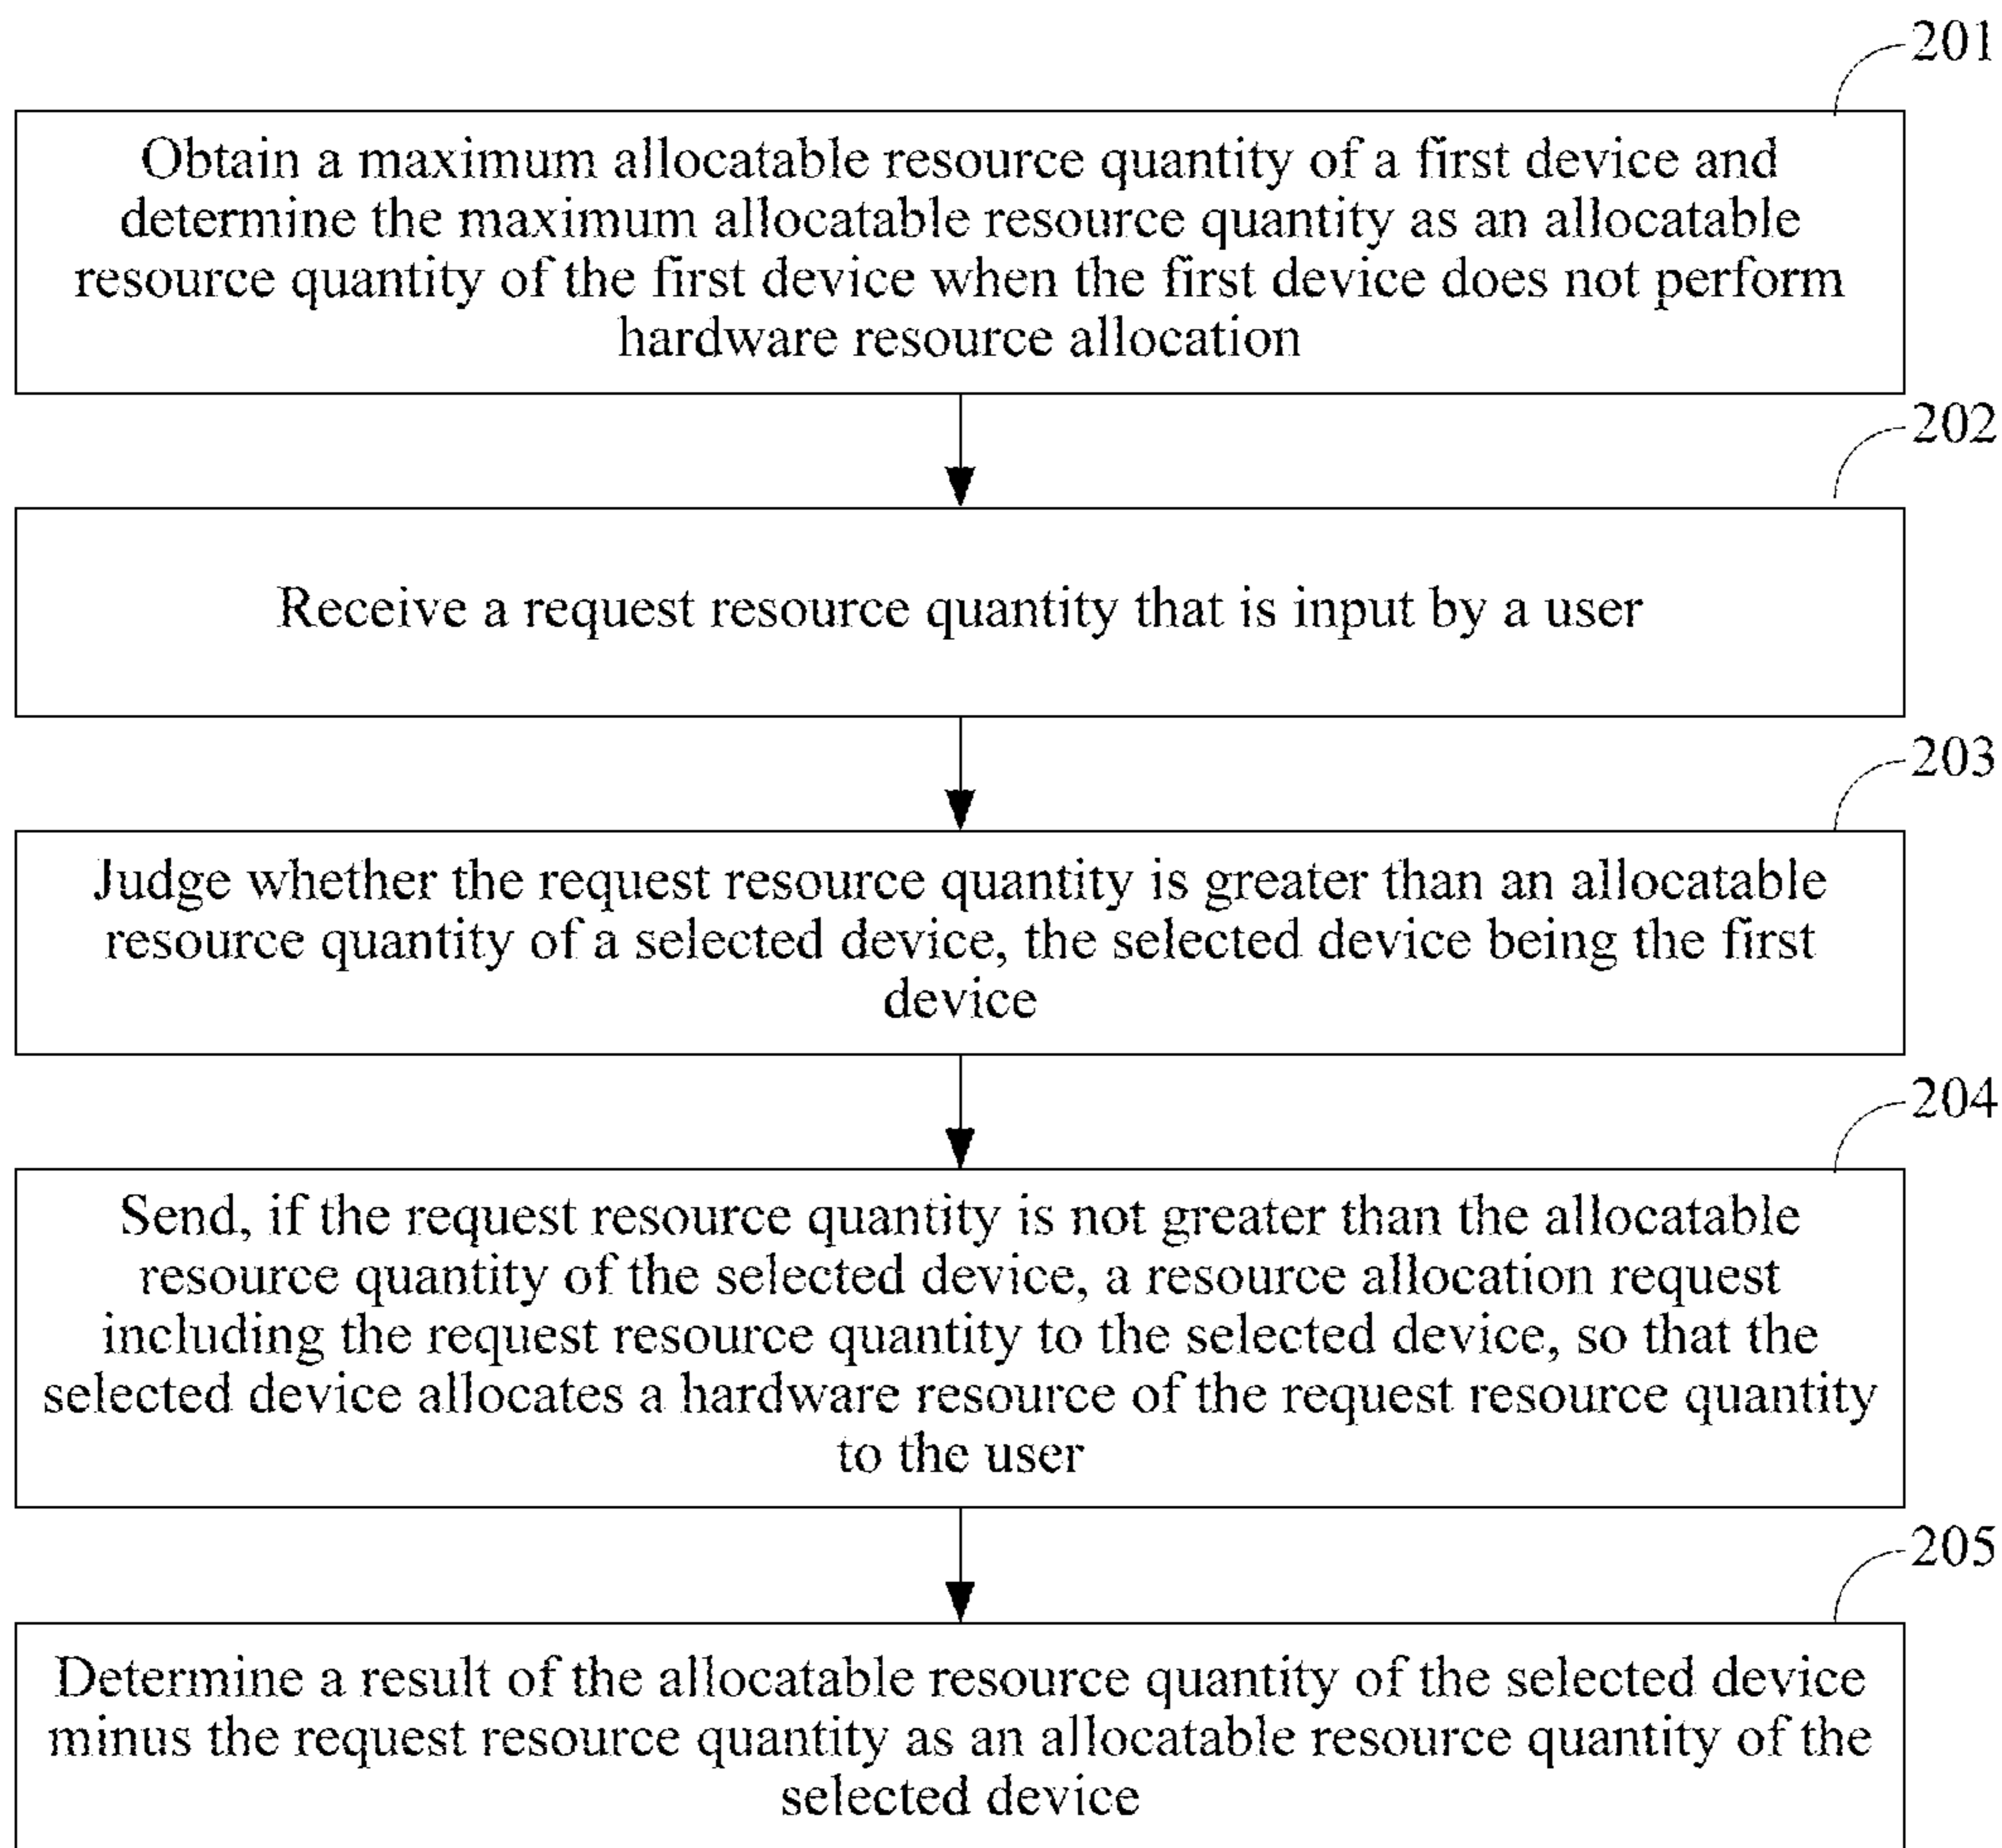 201
Obtain a maximum allocatable resource quantity of a first device and
determine the maximum allocatable resource quantity as an allocatable
resource quantity of the first device when the first device does not perform
hardware resource allocation
202
Receive a request resource quantity that is input by a user
203
Judge whether the request resource quantity is greater than an allocatable
resource quantity of a selected device, the selected device being the first
device
204
Send, if the request resource quantity is not greater than the allocatable
resource quantity of the selected device, a resource allocation request
including the request resource quantity to the selected device, so that the
selected device allocates a hardware resource of the request resource quantity
to the user
205
Determine a result of the allocatable resource quantity of the selected device
minus the request resource quantity as an allocatable resource quantity of the
selected device